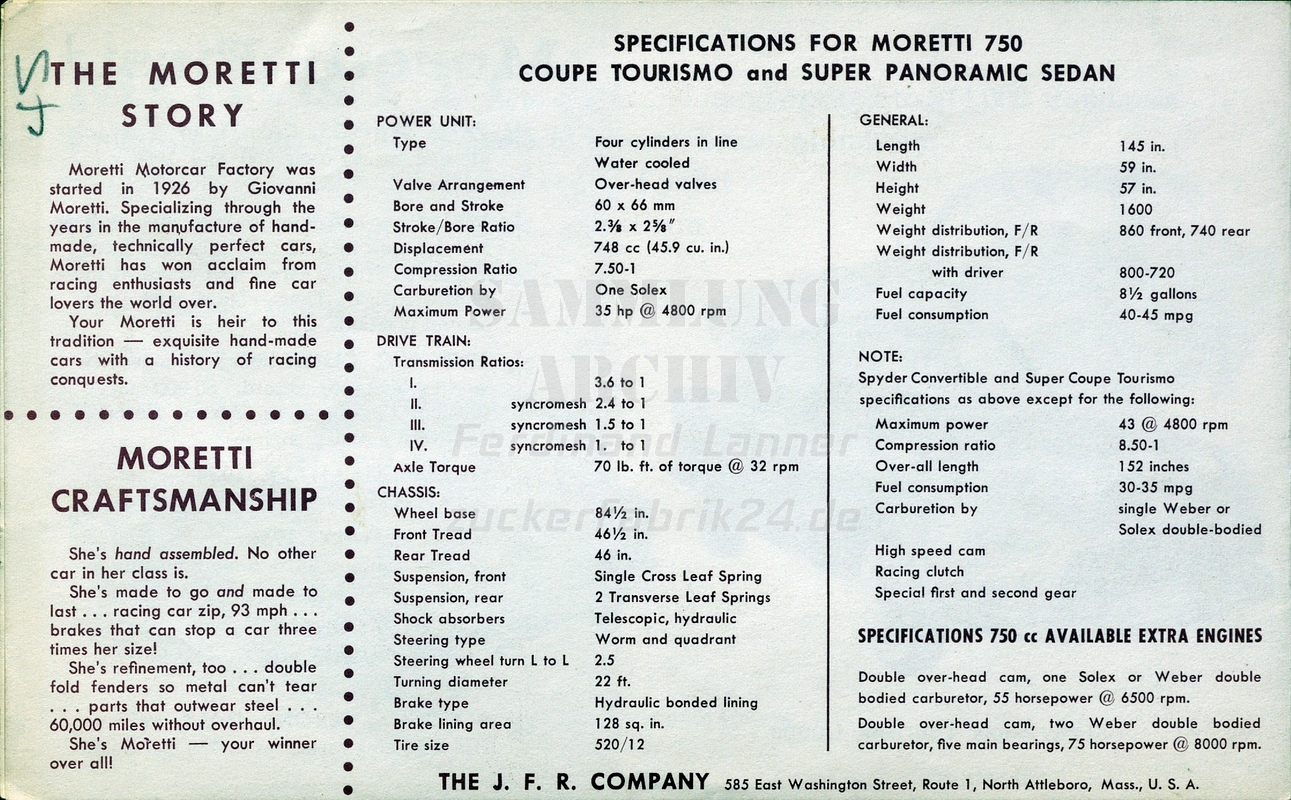 THE MORETTI
STORY
Moretti Motorcar Factory was
started in 1926 by Giovanni
Moretti. Specializing through the
years in the manufacture of hand-
made, technically perfect cars,
Moretti has won acclaim from
racing enthusiasts and fine car
lovers the world over.
Your Moretti is heir to this
tradition — exquisite hand-made
cars with a history of racing
conquests.
MORETTI
CRAFTSMANSHIP
She's hand assembled. No other
car in her class is.
She's made to go and made to
last . . . racing car zip, 93 mph . . .
brakes that can stop a car three
times her size!
She's refinement, too . . . double
fold fenders so metal can't tear
. . . parts that outwear steel . . .
60,000 miles without overhaul.
She's Moretti — your winner
over all!
SPECIFICATIONS FOR MORETTI 750
COUPE TOURISMO and SUPER PANORAMIC SEDAN
POWER UNIT:
Type Four cylinders in line
Water cooled
Valve Arrangement Over-head valves
Bore and Stroke 60 x 66 mm
Stroke/Bore Ratio 2.⅜ x 2⅝"
Displacement 748 cc (45.9 cu. in.)
Compression Ratio 7.50-1
Carburetion by One Solex
Maximum Power 35 hp @ 4800 rpm
DRIVE TRAIN:
Transmission Ratios:
I. 3.6 to 1
II. syncromesh 2.4 to 1
III. syncromesh 1.5 to 1
IV. syncromesh 1. to 1
Axle Torque 70 lb. ft. of torque @ 32 rpm
CHASSIS:
Wheel base 84½ in.
Front Tread 46½ in.
Rear Tread 46 in.
Suspension, front Single Cross Leaf Spring
Suspension, rear 2 Transverse Leaf Springs
Shock absorbers Telescopic, hydraulic
Steering type Worm and quadrant
Steering wheel turn L to L 2.5
Turning diameter 22 ft.
Brake type Hydraulic bonded lining
Brake lining area 128 sq. in.
Tire size 520/12
GENERAL:
Length 145 in.
Width 59 in.
Height 57 in.
Weight 1600
Weight distribution, F/R 860 front, 740 rear
Weight distribution, F/R
with driver 800-720
Fuel capacity 8½ gallons
Fuel consumption 40-45 mpg
NOTE:
Spyder Convertible and Super Coupe Tourismo
specifications as above except for the following:
Maximum power 43 @ 4800 rpm
Compression ratio 8.50-1
Over-all length 152 inches
Fuel consumption 30-35 mpg
Carburetion by single Weber or
Solex double-bodied
High speed cam
Racing clutch
Special first and second gear
SPECIFICATIONS 750 cc AVAILABLE EXTRA ENGINES
Double over-head cam, one Solex or Weber double
bodied carburetor, 55 horsepower @ 6500 rpm.
Double over-head cam, two Weber double bodied
carburetor, five main bearings, 75 horsepower @ 8000 rpm.
THE J. F. R. COMPANY 585 East Washington Street, Route 1, North Attleboro, Mass., U. S. A.
SAMMLUNG
ARCHIV
Ferdinand Lanner
zuckerfabrik24.de